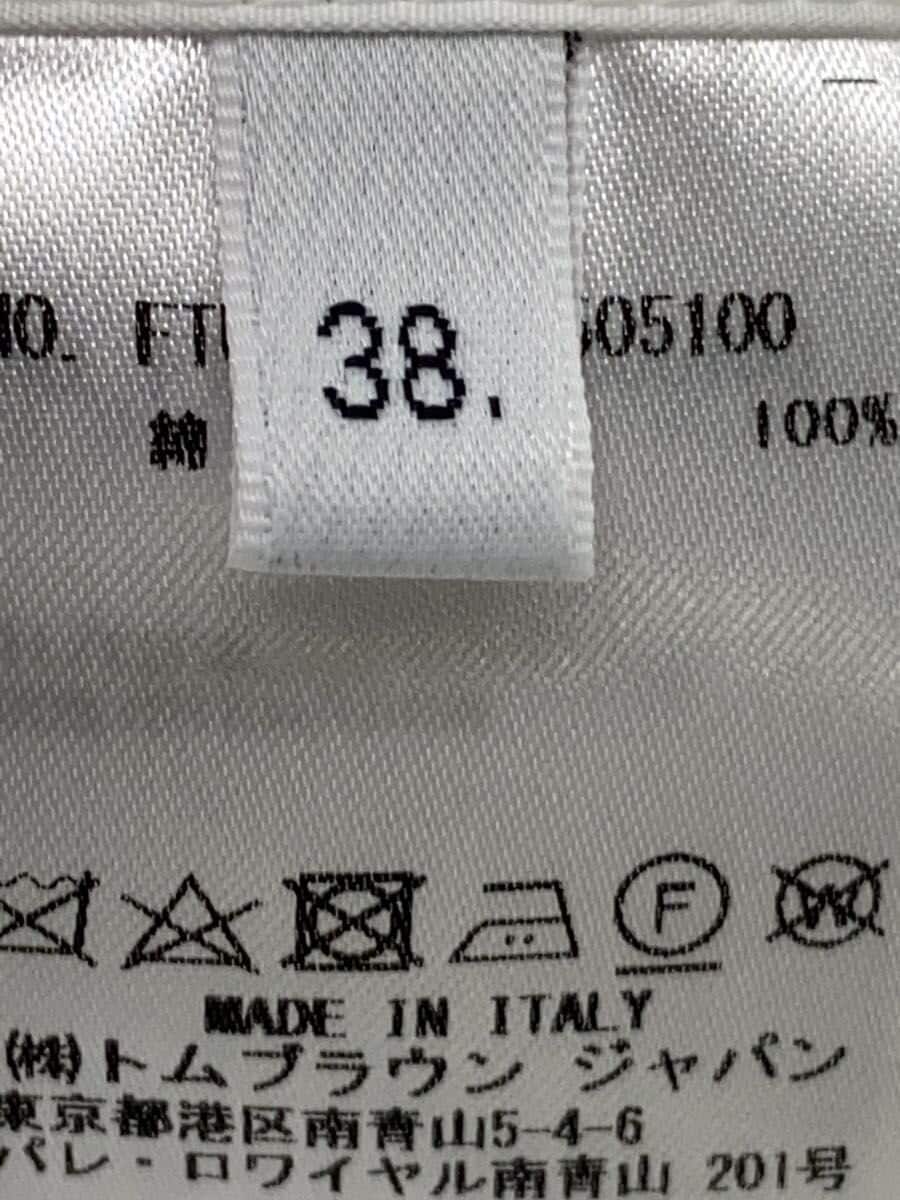 38.
NO. FT 505100
綿 100%
F
W
MADE IN ITALY
(株)トムブラウン ジャパン
東京都港区南青山5-4-6
パレ・ロワイヤル南青山 201号